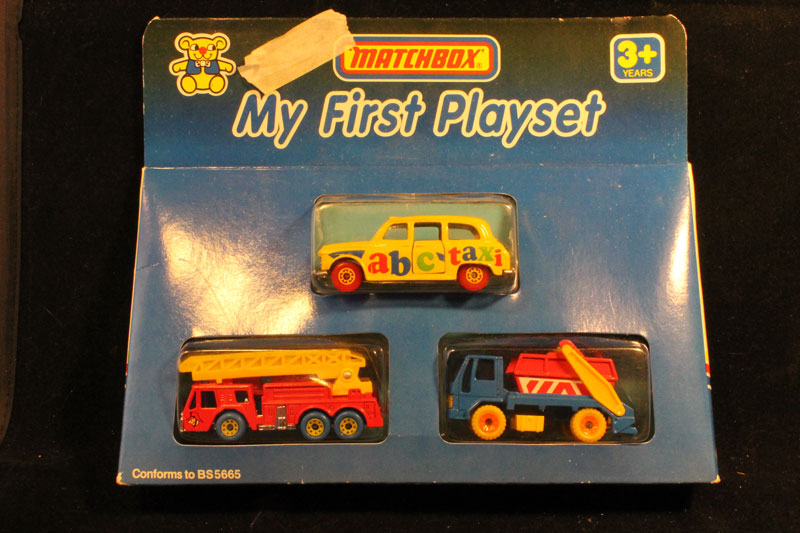 MATCHBOX®
3+
YEARS
My First Playset
abc taxi
Conforms to BS5665